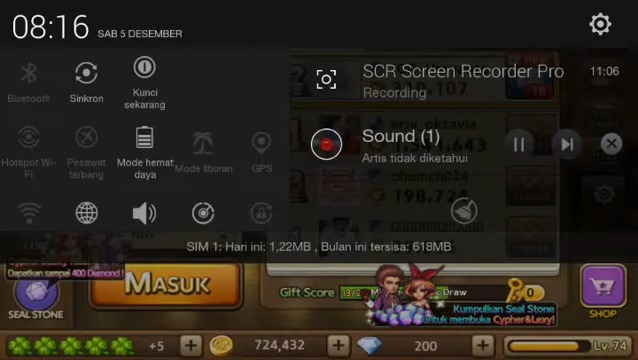 08:16 SAB 5 DESEMBER
Bluetooth
Sinkron
Kunci sekarang
Hotspot Wi-Fi
Pesawat terbang
Mode hemat daya
Mode liburan
GPS
SCR Screen Recorder Pro
11:06
Recording
Sound (1)
Artis tidak diketahui
198,724
SIM 1: Hari ini: 1,22MB , Bulan ini tersisa: 618MB
Dapatkan sampai 400 Diamond !
SEAL STONE
MASUK
Gift Score
Draw
Kumpulkan Seal Stone
untuk membuka Cypher&Lexy!
SHOP
+5
724,432
200
Lv.74